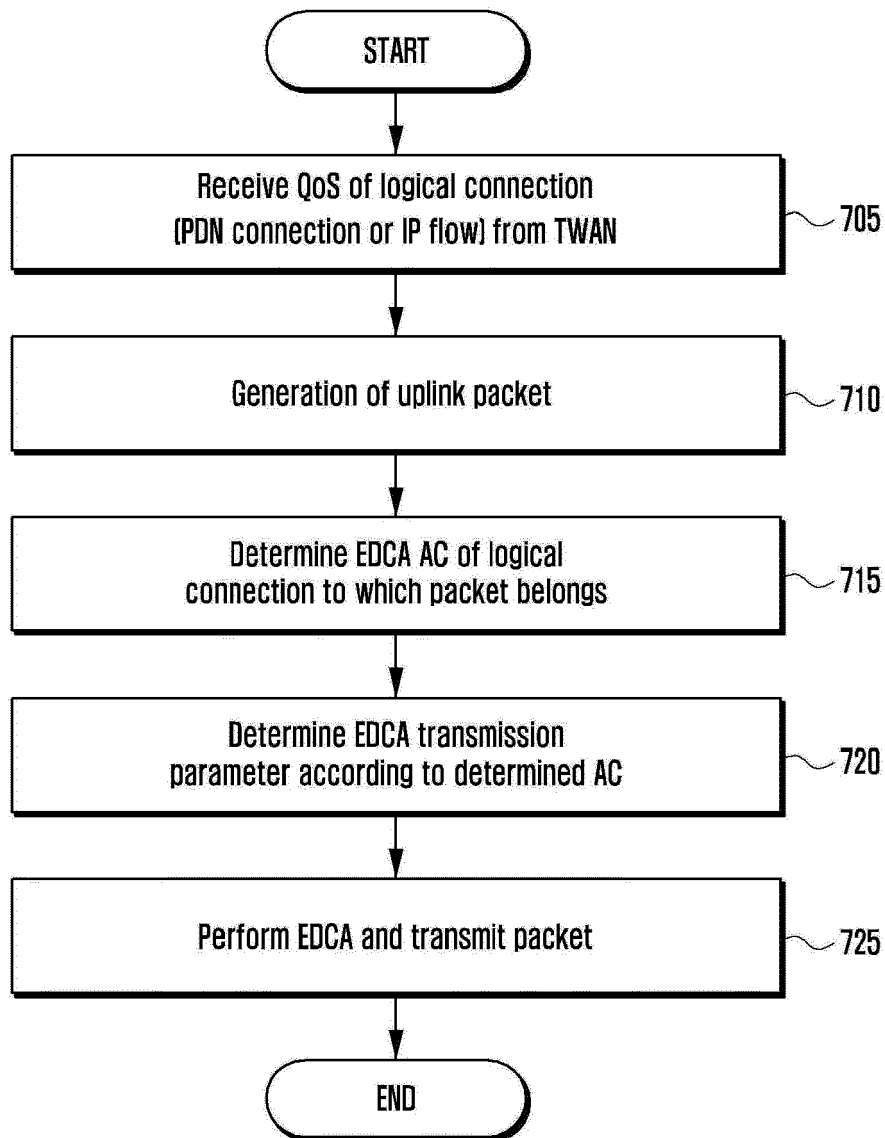 START
Receive QoS of logical connection
(PDN connection or IP flow) from TWAN
705
Generation of uplink packet
710
Determine EDCA AC of logical
connection to which packet belongs
715
Determine EDCA transmission
parameter according to determined AC
720
Perform EDCA and transmit packet
725
END